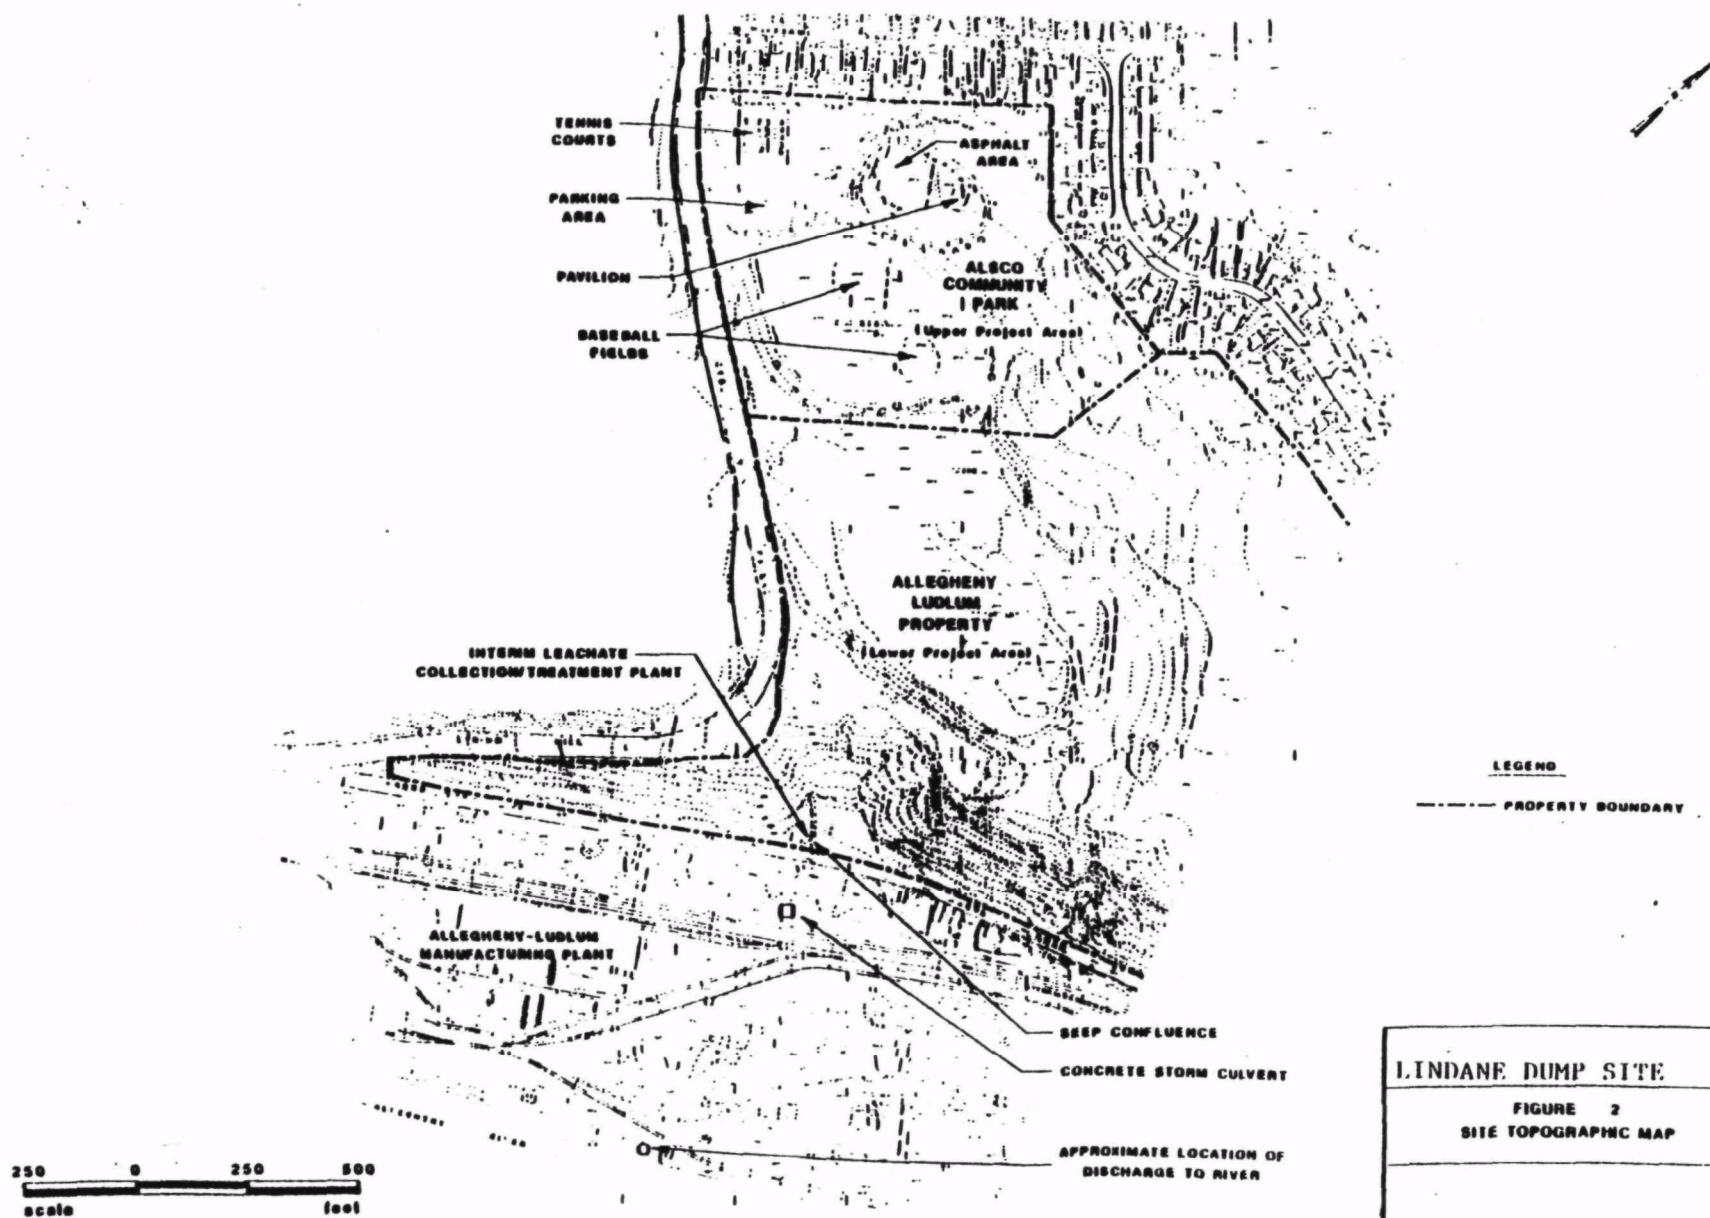 TENNIS
COURTS
ASPHALT
AREA
PARKING
AREA
PAVILION
ALSCO
COMMUNITY
PARK
(Upper Project Area)
BASEBALL
FIELDS
ALLEGHENY
LUDLUM
PROPERTY
(Lower Project Area)
INTERIM LEACHATE
COLLECTION/TREATMENT PLANT
LEGEND
PROPERTY BOUNDARY
ALLEGHENY-LUDLUM
MANUFACTURING PLANT
SEEP CONFLUENCE
CONCRETE STORM CULVERT
APPROXIMATE LOCATION OF
DISCHARGE TO RIVER
LINDANE DUMP SITE
FIGURE 2
SITE TOPOGRAPHIC MAP
250 0 250 500
scale feet